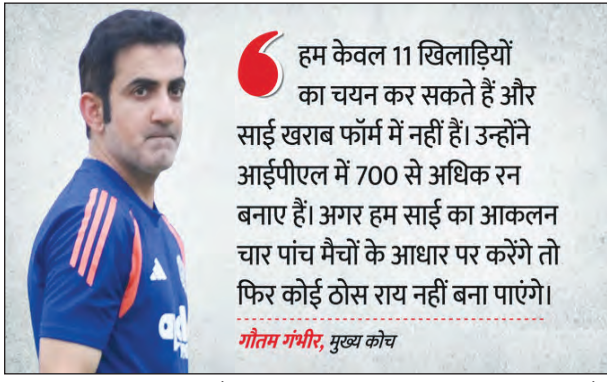 हम केवल 11 खिलाड़ियों
का चयन कर सकते हैं और
साई खराब फॉर्म में नहीं हैं। उन्होंने
आईपीएल में 700 से अधिक रन
बनाए हैं। अगर हम साई का आकलन
चार पांच मैचों के आधार पर करेंगे तो
फिर कोई ठोस राय नहीं बना पाएंगे।
गौतम गंभीर, मुख्य कोच